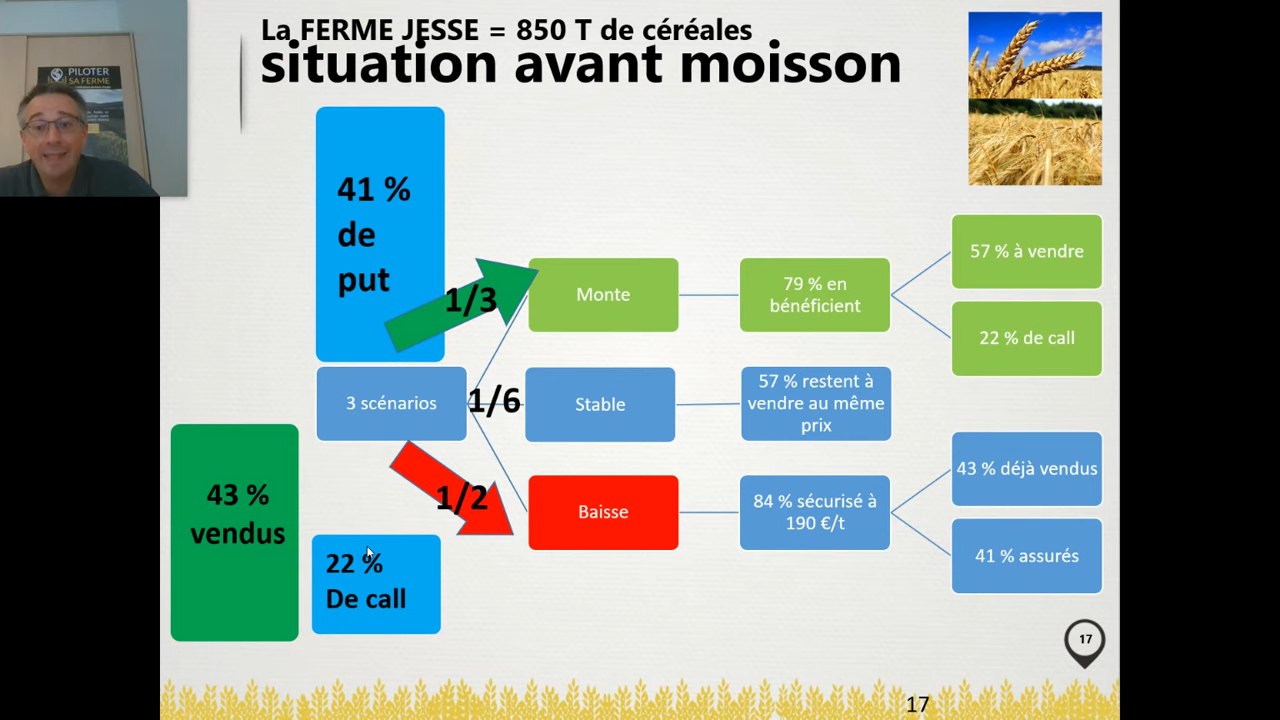 La FERME JESSE = 850 T de céréales
situation avant moisson
PILOTER
SA FERME
41 %
de
put
1/3
Monte
79 % en
bénéficient
57 % à vendre
22 % de call
3 scénarios
1/6
Stable
57 % restent à
vendre au même
prix
43 %
vendus
1/2
Baisse
84 % sécurisé à
190 €/t
43 % déjà vendus
41 % assurés
22 %
De call
17
17